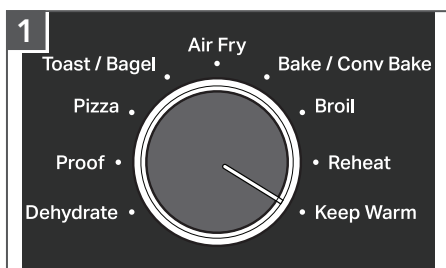 1
Air Fry
Toast / Bagel
Bake / Conv Bake
Pizza
Broil
Proof
Reheat
Dehydrate
Keep Warm